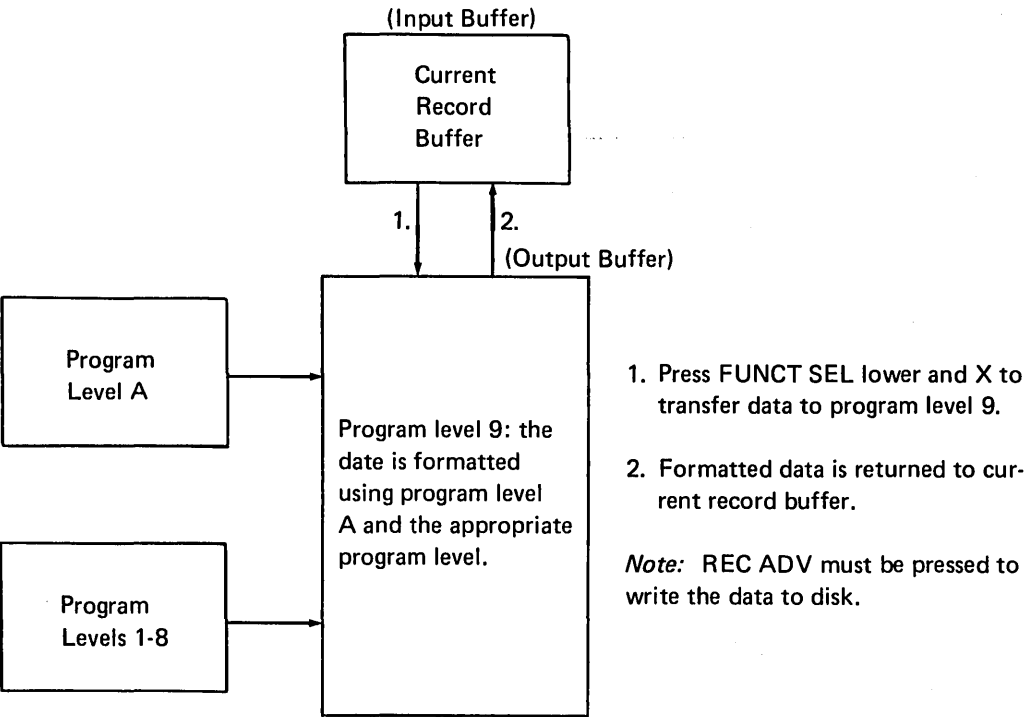 (Input Buffer)
Current
Record
Buffer
1.
2.
(Output Buffer)
Program
Level A
Program level 9: the
date is formatted
using program level
A and the appropriate
program level.
Program
Levels 1-8
1. Press FUNCT SEL lower and X to
transfer data to program level 9.
2. Formatted data is returned to cur-
rent record buffer.
Note: REC ADV must be pressed to
write the data to disk.